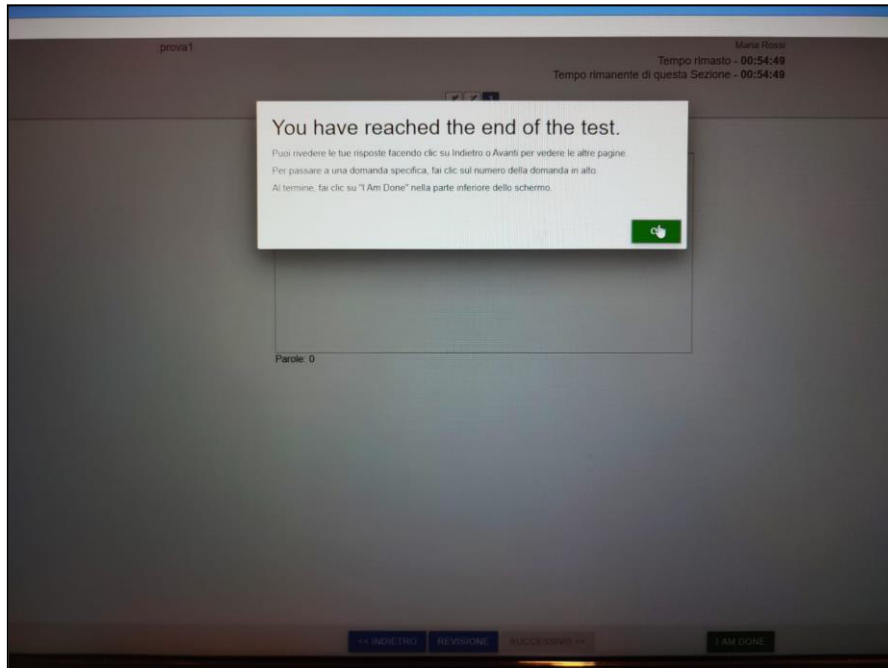 prova1
Maria Rossi
Tempo rimasto - 00:54:49
Tempo rimanente di questa Sezione - 00:54:49
You have reached the end of the test.
Puoi rivedere le tue risposte facendo clic su Indietro o Avanti per vedere le altre pagine.
Per passare a una domanda specifica, fai clic sul numero della domanda in alto.
Al termine, fai clic su "I Am Done" nella parte inferiore dello schermo.
Parole: 0
<< INDIETRO REVISIONE SUCCESSIVO >> I AM DONE